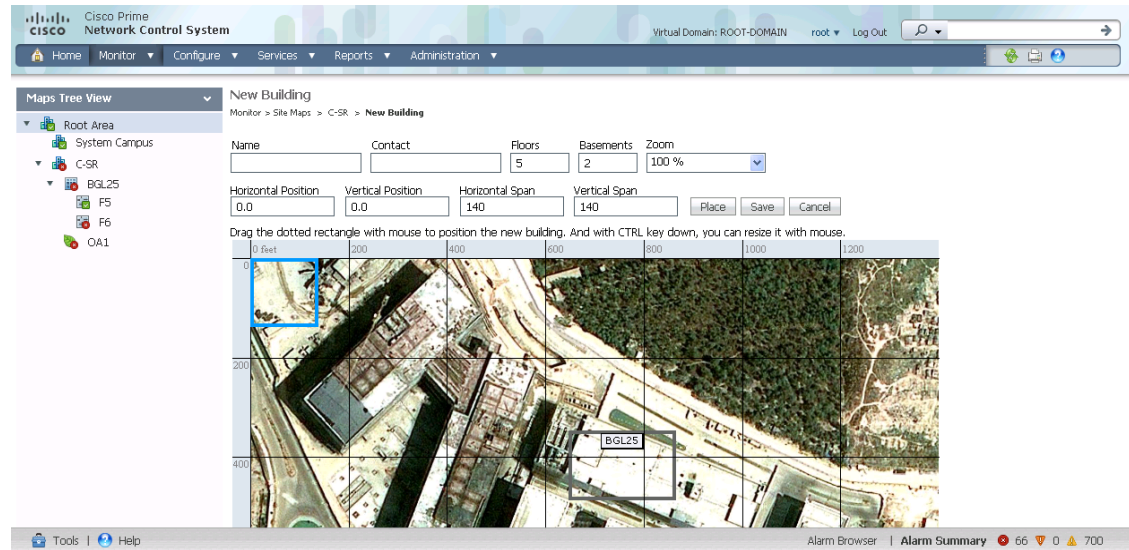 Cisco Prime
CISCO Network Control System
Virtual Domain: ROOT-DOMAIN root Log Out
Home Monitor Configure Services Reports Administration
Maps Tree View
Root Area
System Campus
C-SR
BGL25
F5
F6
OA1
New Building
Monitor > Site Maps > C-SR > New Building
Name Contact Floors Basements Zoom
5 2 100 %
Horizontal Position Vertical Position Horizontal Span Vertical Span
0.0 0.0 140 140 Place Save Cancel
Drag the dotted rectangle with mouse to position the new building. And with CTRL key down, you can resize it with mouse.
0 feet 200 400 600 800 1000 1200
0
200
BGL25
400
Tools | Help Alarm Browser | Alarm Summary 66 0 700